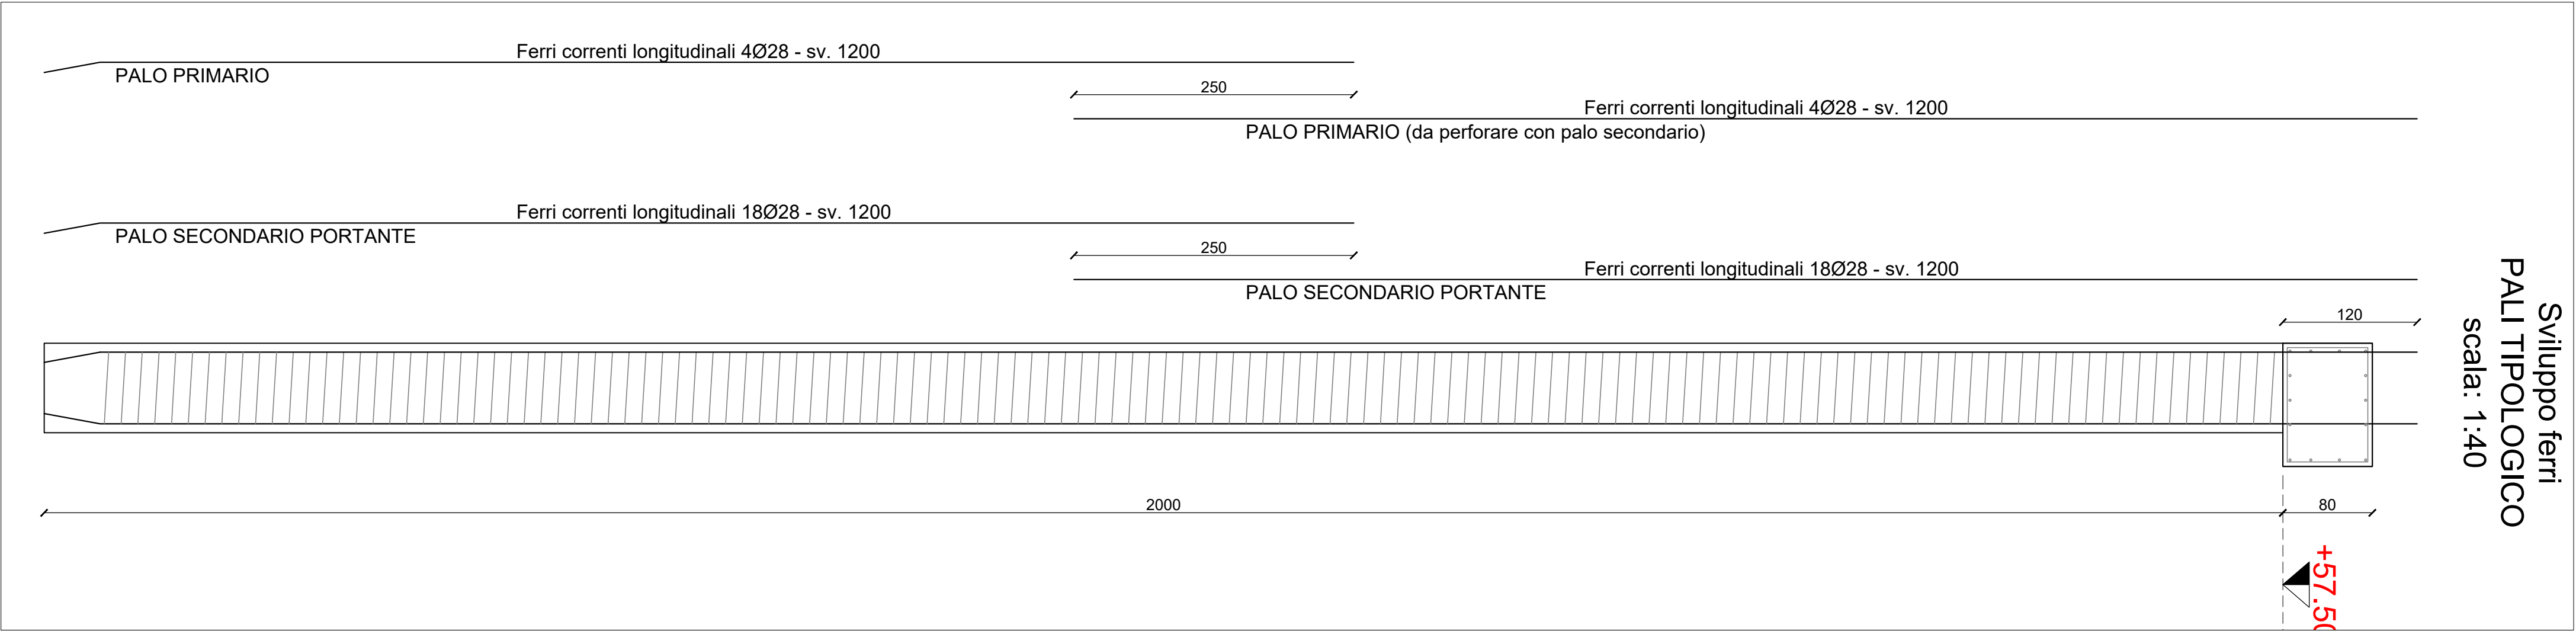 Ferri correnti longitudinali 4Ø28 - sv. 1200
PALO PRIMARIO
250
Ferri correnti longitudinali 4Ø28 - sv. 1200
PALO PRIMARIO (da perforare con palo secondario)
Ferri correnti longitudinali 18Ø28 - sv. 1200
PALO SECONDARIO PORTANTE
250
Ferri correnti longitudinali 18Ø28 - sv. 1200
PALO SECONDARIO PORTANTE
120
2000
80
Sviluppo ferri
PALI TIPOLOGICO
scala: 1:40